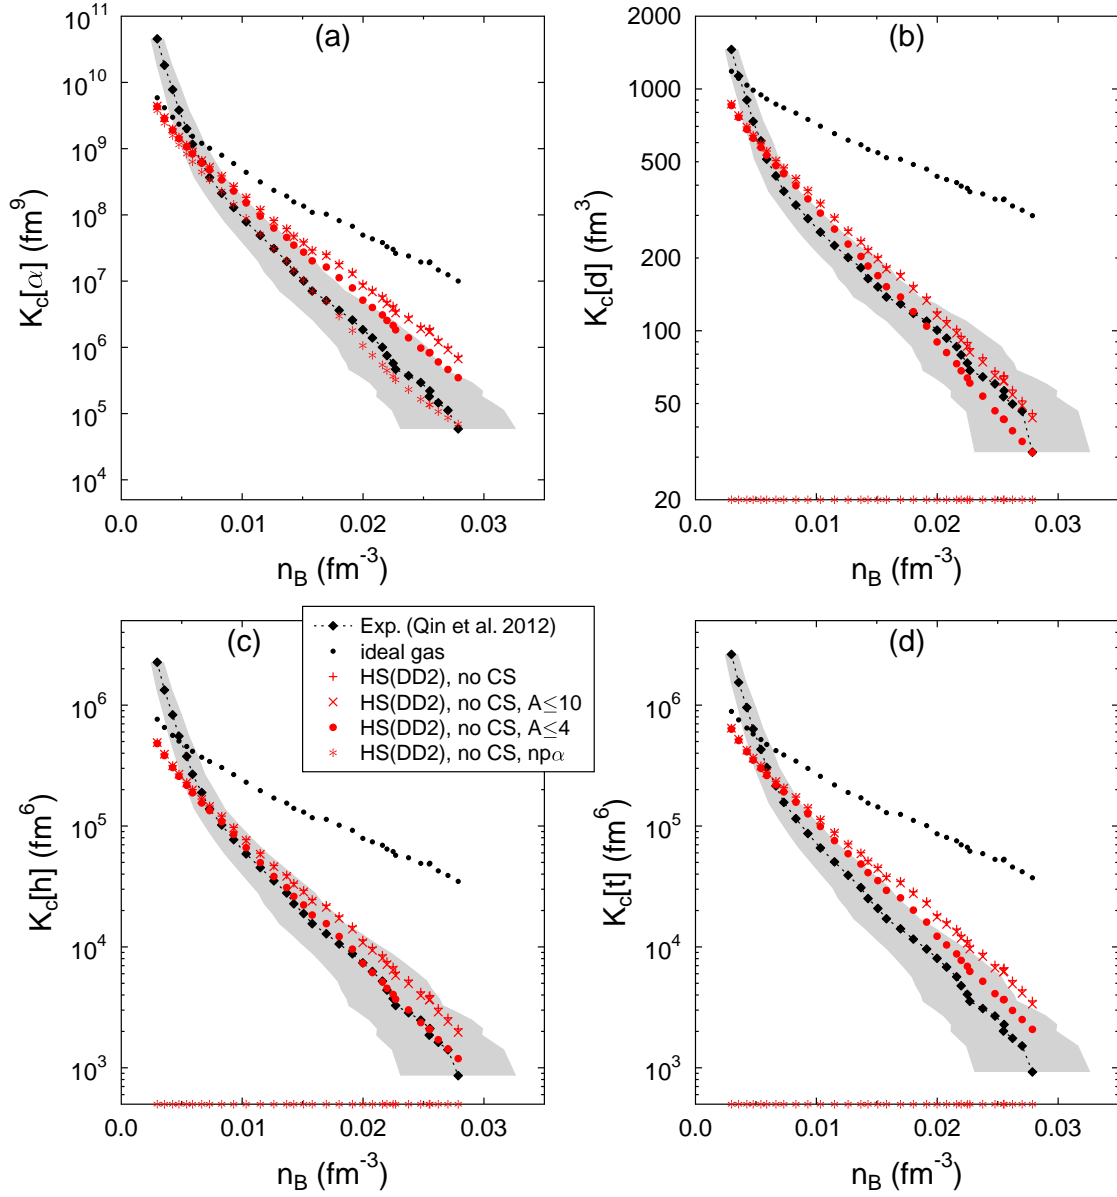 (a)
K_c[α] (fm^9)
10^11
10^10
10^9
10^8
10^7
10^6
10^5
10^4
0.0 0.01 0.02 0.03
n_B (fm^-3)
(b)
K_c[d] (fm^3)
2000
1000
500
200
100
50
20
0.0 0.01 0.02 0.03
n_B (fm^-3)
(c)
K_c[h] (fm^6)
10^6
10^5
10^4
10^3
0.0 0.01 0.02 0.03
n_B (fm^-3)
Exp. (Qin et al. 2012)
ideal gas
HS(DD2), no CS
HS(DD2), no CS, A≤10
HS(DD2), no CS, A≤4
HS(DD2), no CS, npα
(d)
K_c[t] (fm^6)
10^6
10^5
10^4
10^3
0.0 0.01 0.02 0.03
n_B (fm^-3)